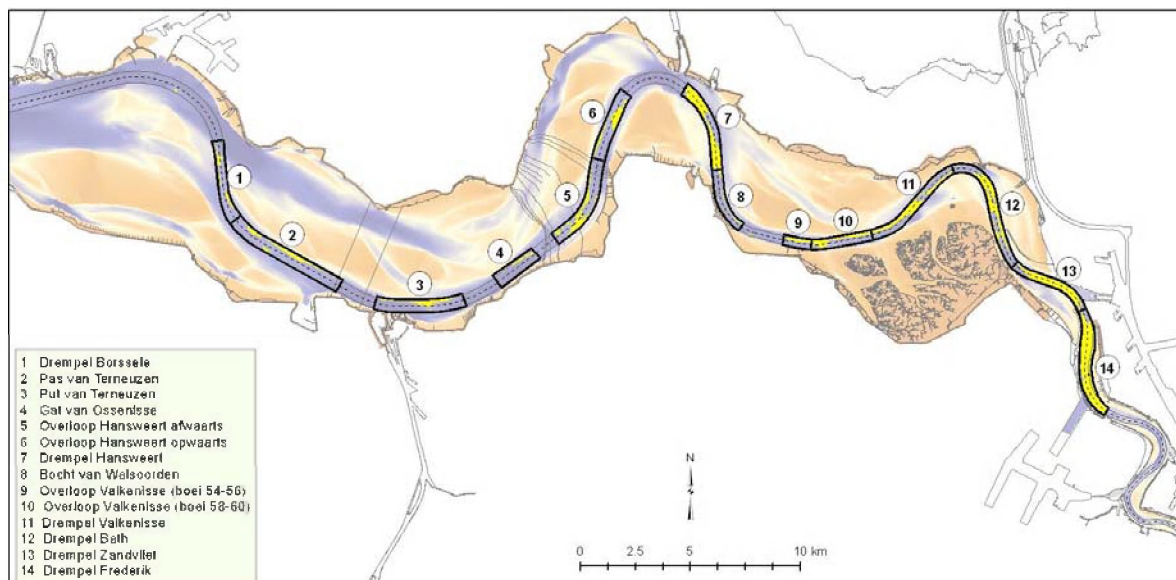 1
2
3
4
5
6
7
8
9
10
11
12
13
14
1 Drempel Borssele
2 Pas van Terneuzen
3 Put van Terneuzen
4 Gat van Ossenisse
5 Overloop Hansweert afwaarts
6 Overloop Hansweert opwaarts
7 Drempel Hansweert
8 Bocht van Walsoorden
9 Overloop Valkenisse (boei 54-56)
10 Overloop Valkenisse (boei 58-60)
11 Drempel Valkenisse
12 Drempel Bath
13 Drempel Zandvliet
14 Drempel Frederik
N
0 2.5 5 10 km